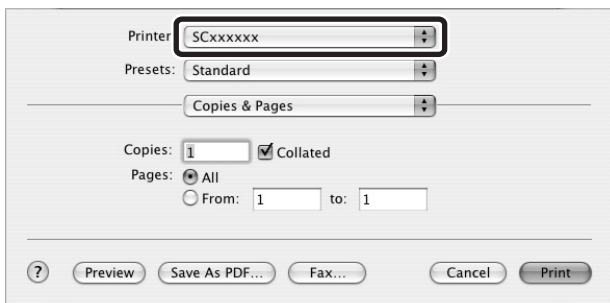 Printer: SCxxxxxx
Presets: Standard
Copies & Pages
Copies: 1 Collated
Pages: All
From: 1 to: 1
? Preview Save As PDF... Fax... Cancel Print